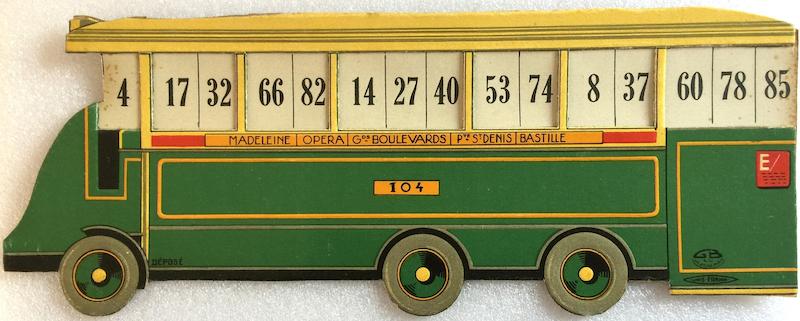 4 17 32 66 82 14 27 40 53 74 8 37 60 78 85
MADELEINE | OPERA | Gds BOULEVARDS | Pte St DENIS | BASTILLE
104
E/
DÉPOSÉ
GB